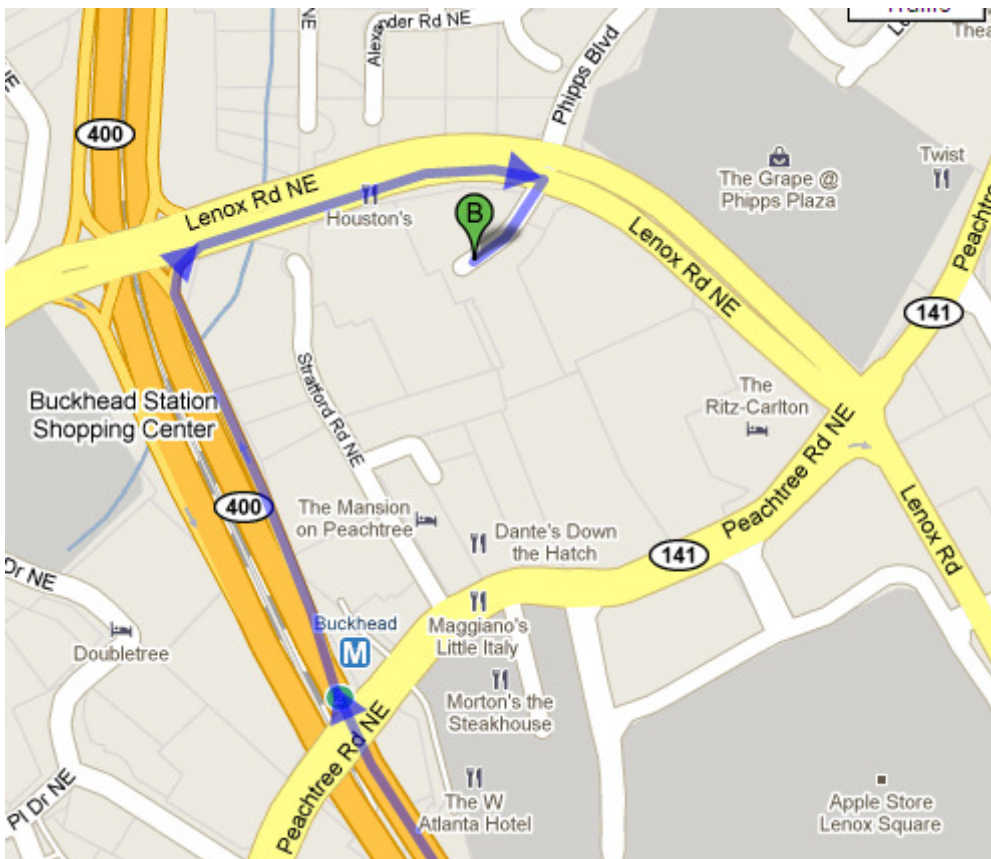 Traffic
NE
Alexander Rd NE
Phipps Blvd
Thea
400
Lenox Rd NE
Houston's
B
The Grape @
Phipps Plaza
Twist
Peachtree
141
Lenox Rd NE
Buckhead Station
Shopping Center
Stratford Rd NE
The
Ritz-Carlton
400
The Mansion
on Peachtree
Dante's Down
the Hatch
141
Peachtree Rd NE
Lenox Rd
Dr NE
Doubletree
Buckhead
M
Maggiano's
Little Italy
Morton's the
Steakhouse
Peachtree Rd NE
Pl Dr NE
The W
Atlanta Hotel
Apple Store
Lenox Square